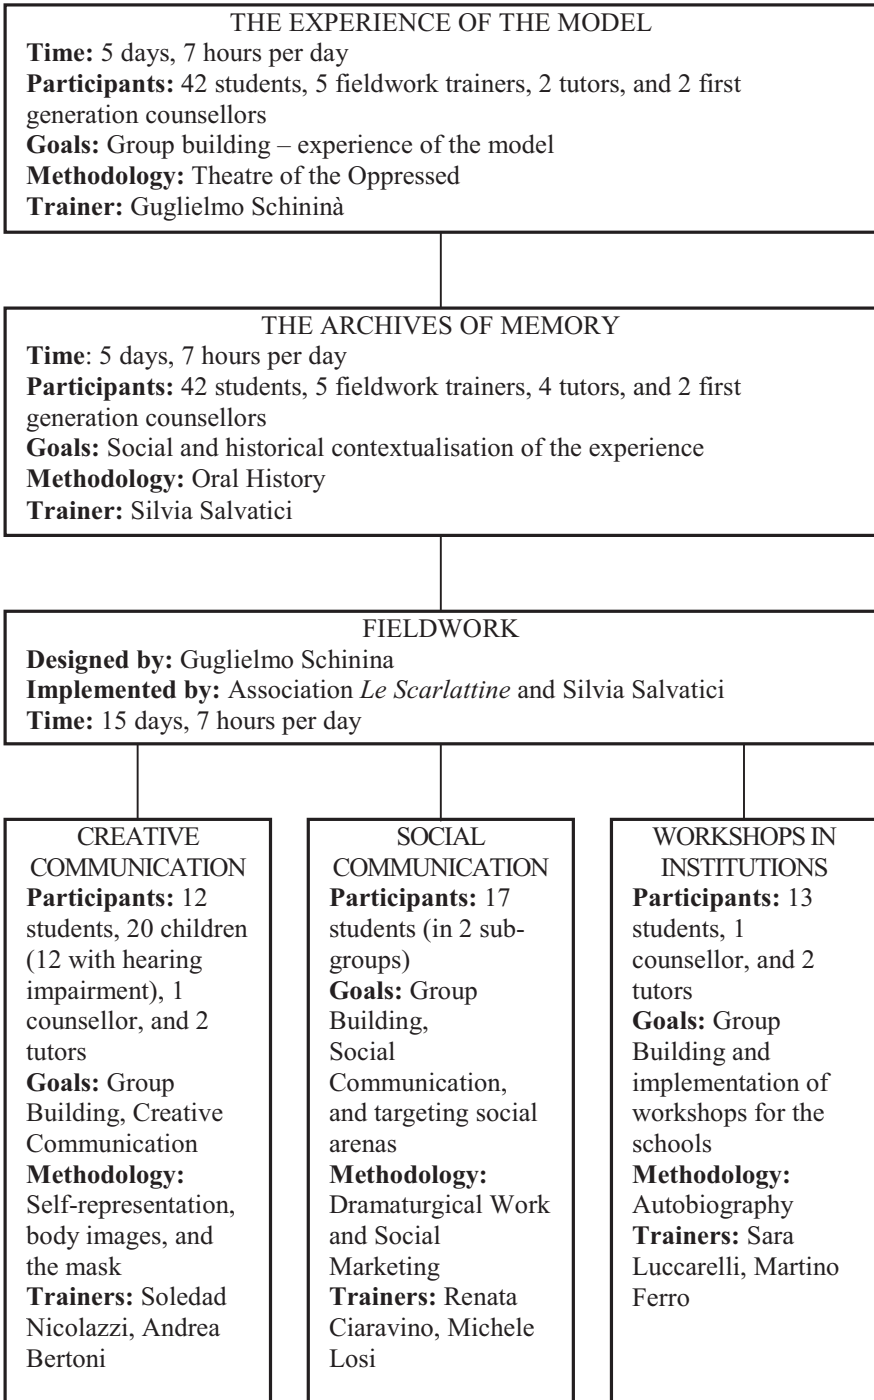 THE EXPERIENCE OF THE MODEL
Time: 5 days, 7 hours per day
Participants: 42 students, 5 fieldwork trainers, 2 tutors, and 2 first
generation counsellors
Goals: Group building – experience of the model
Methodology: Theatre of the Oppressed
Trainer: Guglielmo Schininà
THE ARCHIVES OF MEMORY
Time: 5 days, 7 hours per day
Participants: 42 students, 5 fieldwork trainers, 4 tutors, and 2 first
generation counsellors
Goals: Social and historical contextualisation of the experience
Methodology: Oral History
Trainer: Silvia Salvatici
FIELDWORK
Designed by: Guglielmo Schinina
Implemented by: Association Le Scarlattine and Silvia Salvatici
Time: 15 days, 7 hours per day
CREATIVE
COMMUNICATION
Participants: 12
students, 20 children
(12 with hearing
impairment), 1
counsellor, and 2
tutors
Goals: Group
Building, Creative
Communication
Methodology:
Self-representation,
body images, and
the mask
Trainers: Soledad
Nicolazzi, Andrea
Bertoni
SOCIAL
COMMUNICATION
Participants: 17
students (in 2 sub-
groups)
Goals: Group
Building,
Social
Communication,
and targeting social
arenas
Methodology:
Dramaturgical Work
and Social
Marketing
Trainers: Renata
Ciaravino, Michele
Losi
WORKSHOPS IN
INSTITUTIONS
Participants: 13
students, 1
counsellor, and 2
tutors
Goals: Group
Building and
implementation of
workshops for the
schools
Methodology:
Autobiography
Trainers: Sara
Luccarelli, Martino
Ferro